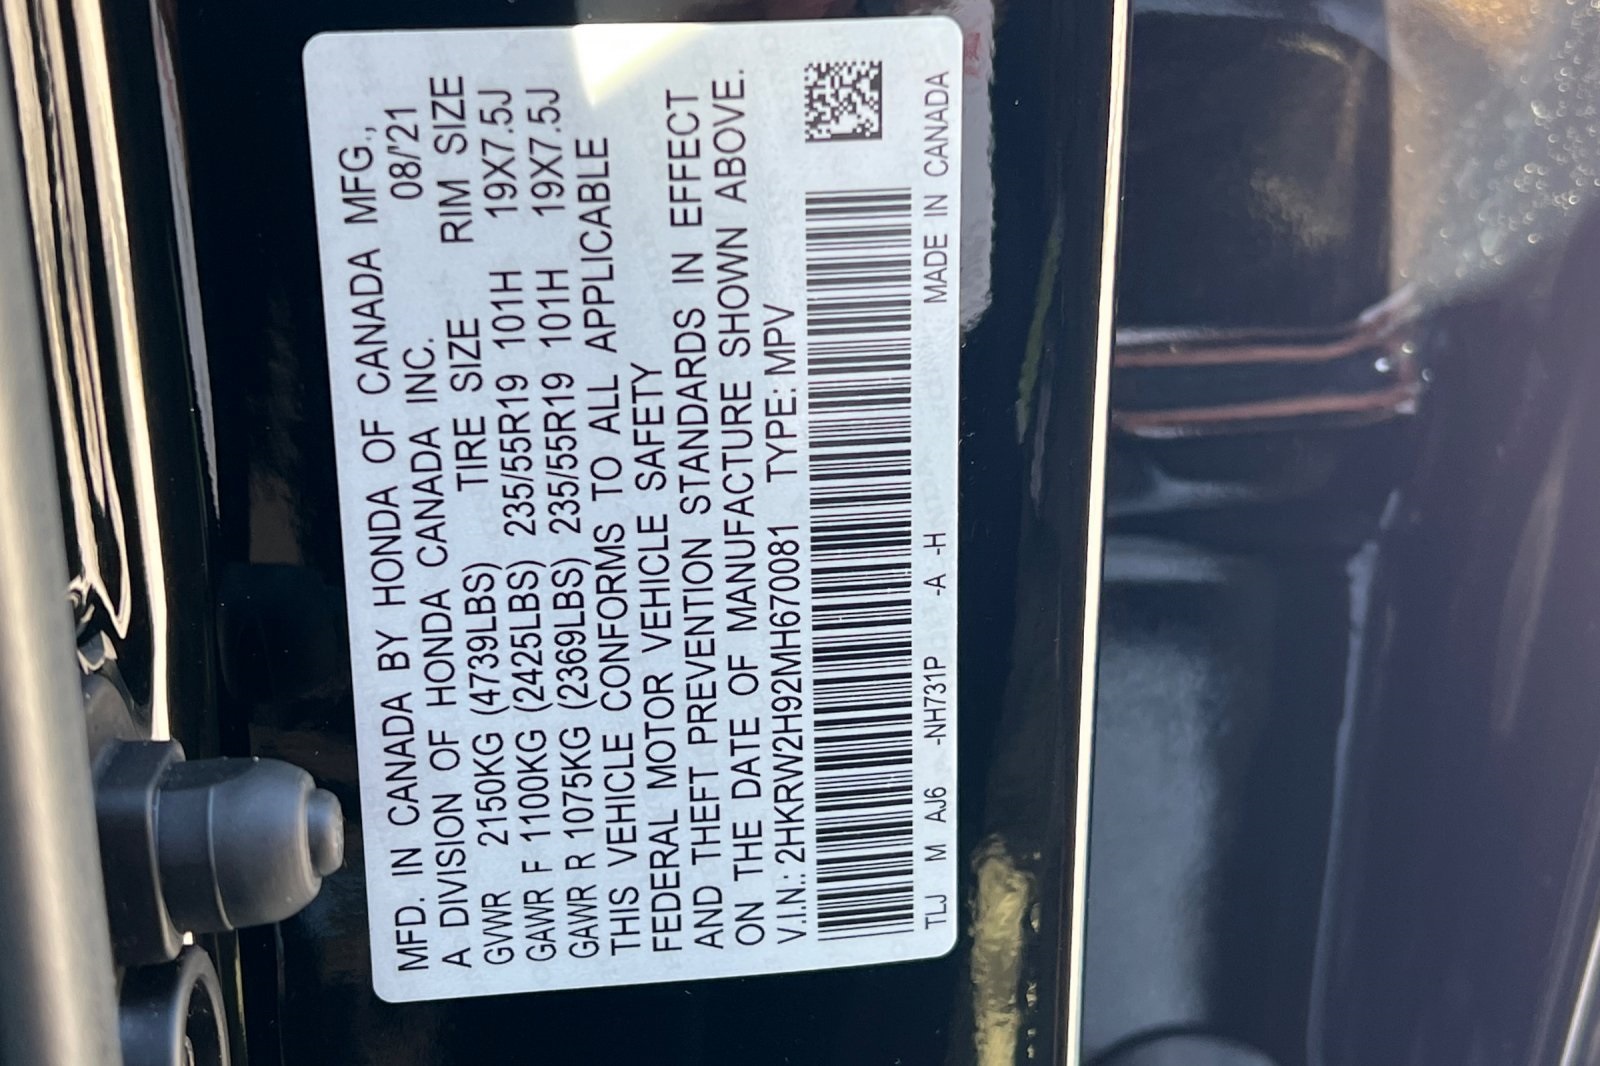 MFD. IN CANADA BY HONDA OF CANADA MFG.,
A DIVISION OF HONDA CANADA INC. 08/'21
GVWR 2150KG (4739LBS) TIRE SIZE RIM SIZE
GAWR F 1100KG (2425LBS) 235/55R19 101H 19X7.5J
GAWR R 1075KG (2369LBS) 235/55R19 101H 19X7.5J
THIS VEHICLE CONFORMS TO ALL APPLICABLE
FEDERAL MOTOR VEHICLE SAFETY
AND THEFT PREVENTION STANDARDS IN EFFECT
ON THE DATE OF MANUFACTURE SHOWN ABOVE.
V.I.N.: 2HKRW2H92MH670081 TYPE: MPV
TLJ M AJ6 -NH731P -A -H MADE IN CANADA